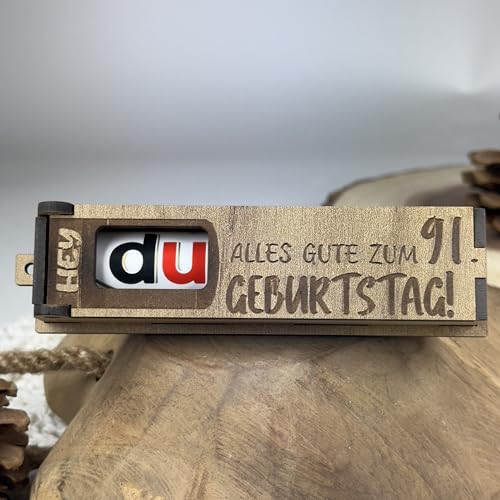 HEY
du
ALLES GUTE ZUM 91.
GEBURTSTAG!